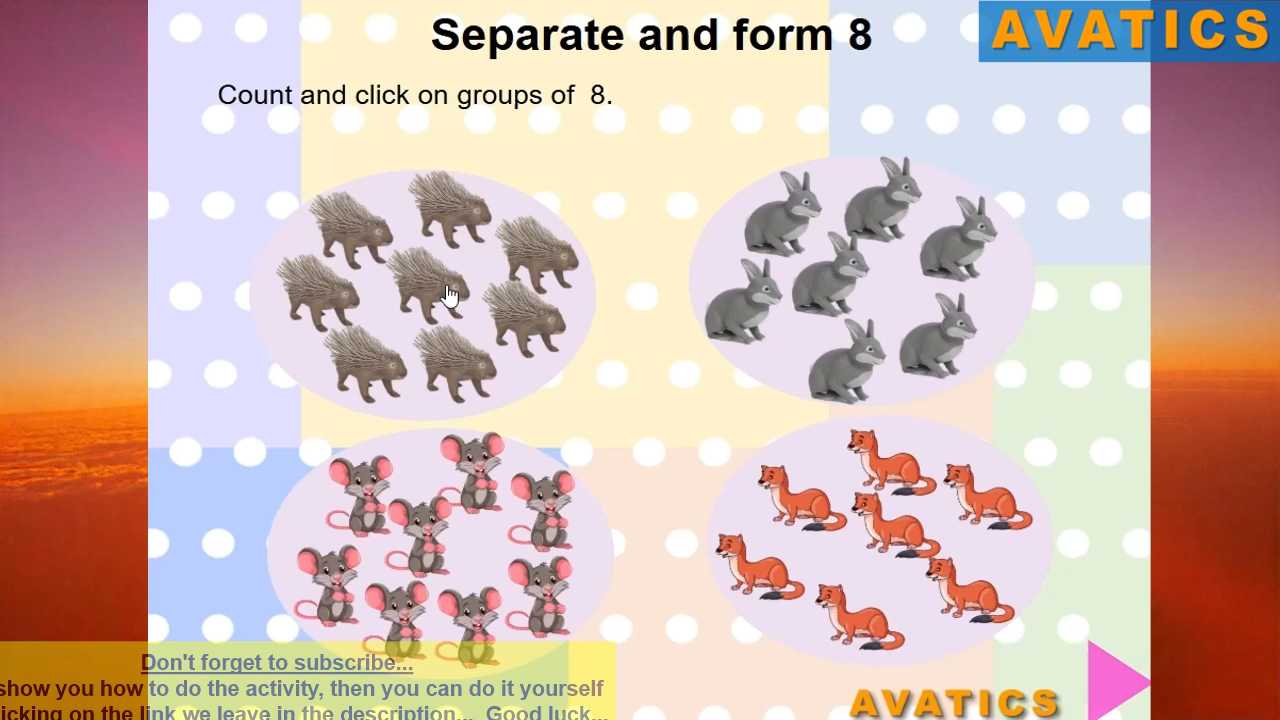 Separate and form 8
AVATICS
Count and click on groups of 8.
Don't forget to subscribe...
show you how to do the activity, then you can do it yourself
icking on the link we leave in the description... Good luck...
AVATICS